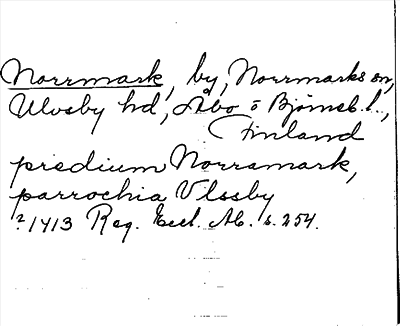 Norrmark, by, Norrmarks sn,
Ulvsby hd, Åbo o Björneb. l.,
Finland
predium Norramark,
parrochia Vlssby
? 1413 Reg. Eccl. Ab. s. 254.